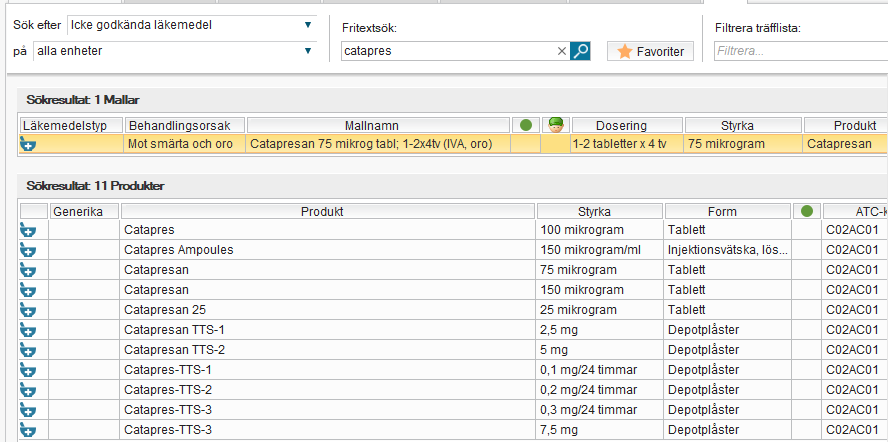 Sök efter Icke godkända läkemedel Fritextsök: Filtrera träfflista:
på alla enheter catapres Favoriter Filtrera...
Sökresultat: 1 Mallar
Läkemedelstyp Behandlingsorsak Mallnamn Dosering Styrka Produkt
Mot smärta och oro Catapresan 75 mikrog tabl; 1-2x4tv (IVA, oro) 1-2 tabletter x 4 tv 75 mikrogram Catapresan
Sökresultat: 11 Produkter
Generika Produkt Styrka Form ATC-k
Catapres 100 mikrogram Tablett C02AC01
Catapres Ampoules 150 mikrogram/ml Injektionsvätska, lös... C02AC01
Catapresan 75 mikrogram Tablett C02AC01
Catapresan 150 mikrogram Tablett C02AC01
Catapresan 25 25 mikrogram Tablett C02AC01
Catapresan TTS-1 2,5 mg Depotplåster C02AC01
Catapresan TTS-2 5 mg Depotplåster C02AC01
Catapres-TTS-1 0,1 mg/24 timmar Depotplåster C02AC01
Catapres-TTS-2 0,2 mg/24 timmar Depotplåster C02AC01
Catapres-TTS-3 0,3 mg/24 timmar Depotplåster C02AC01
Catapres-TTS-3 7,5 mg Depotplåster C02AC01